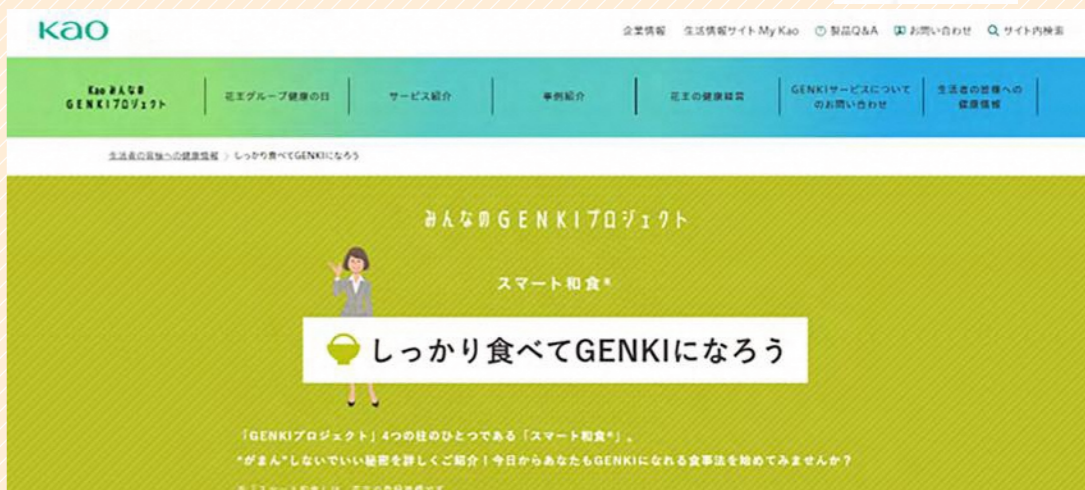 Kao
企業情報 生活情報サイト My Kao 製品Q&A お問い合わせ サイト内検索
Kao みんなの
GENKIプロジェクト
花王グループ健康の日
サービス紹介
事例紹介
花王の健康経営
GENKIサービスについて
のお問い合わせ
生活者の皆様への
健康情報
生活者の皆様への健康情報 > しっかり食べてGENKIになろう
みんなのGENKIプロジェクト
スマート和食®
しっかり食べてGENKIになろう
「GENKIプロジェクト」4つの柱のひとつである「スマート和食®」。
"がまん"しないでいい秘密を詳しくご紹介!今日からあなたもGENKIになれる食事法を始めてみませんか?